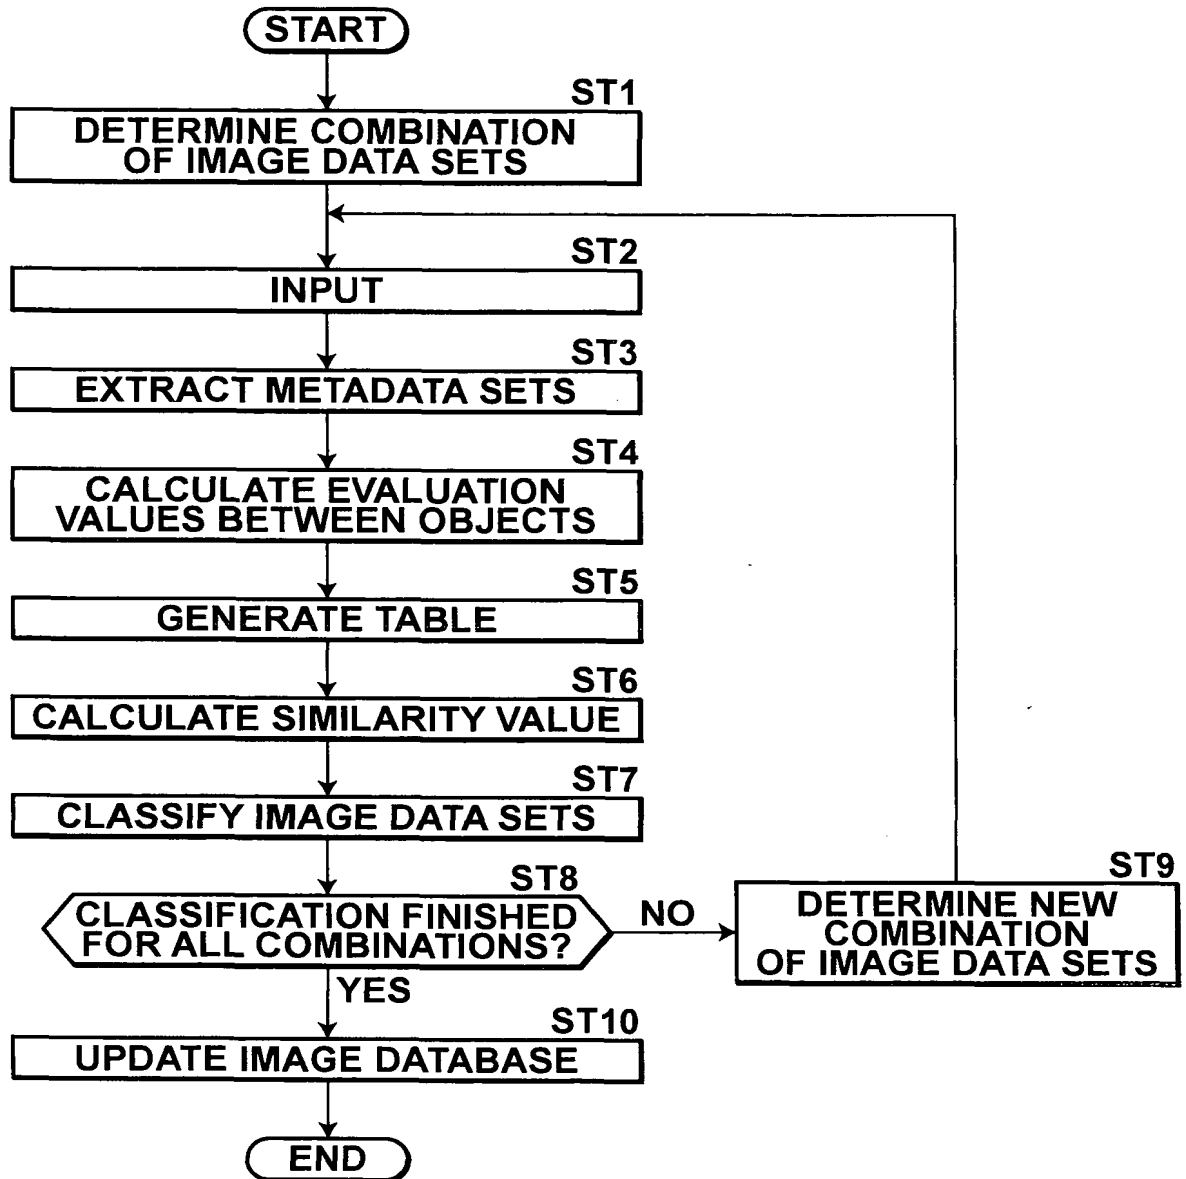 START
ST1
DETERMINE COMBINATION
OF IMAGE DATA SETS
ST2
INPUT
ST3
EXTRACT METADATA SETS
ST4
CALCULATE EVALUATION
VALUES BETWEEN OBJECTS
ST5
GENERATE TABLE
ST6
CALCULATE SIMILARITY VALUE
ST7
CLASSIFY IMAGE DATA SETS
ST8
CLASSIFICATION FINISHED
FOR ALL COMBINATIONS?
NO
ST9
DETERMINE NEW
COMBINATION
OF IMAGE DATA SETS
YES
ST10
UPDATE IMAGE DATABASE
END